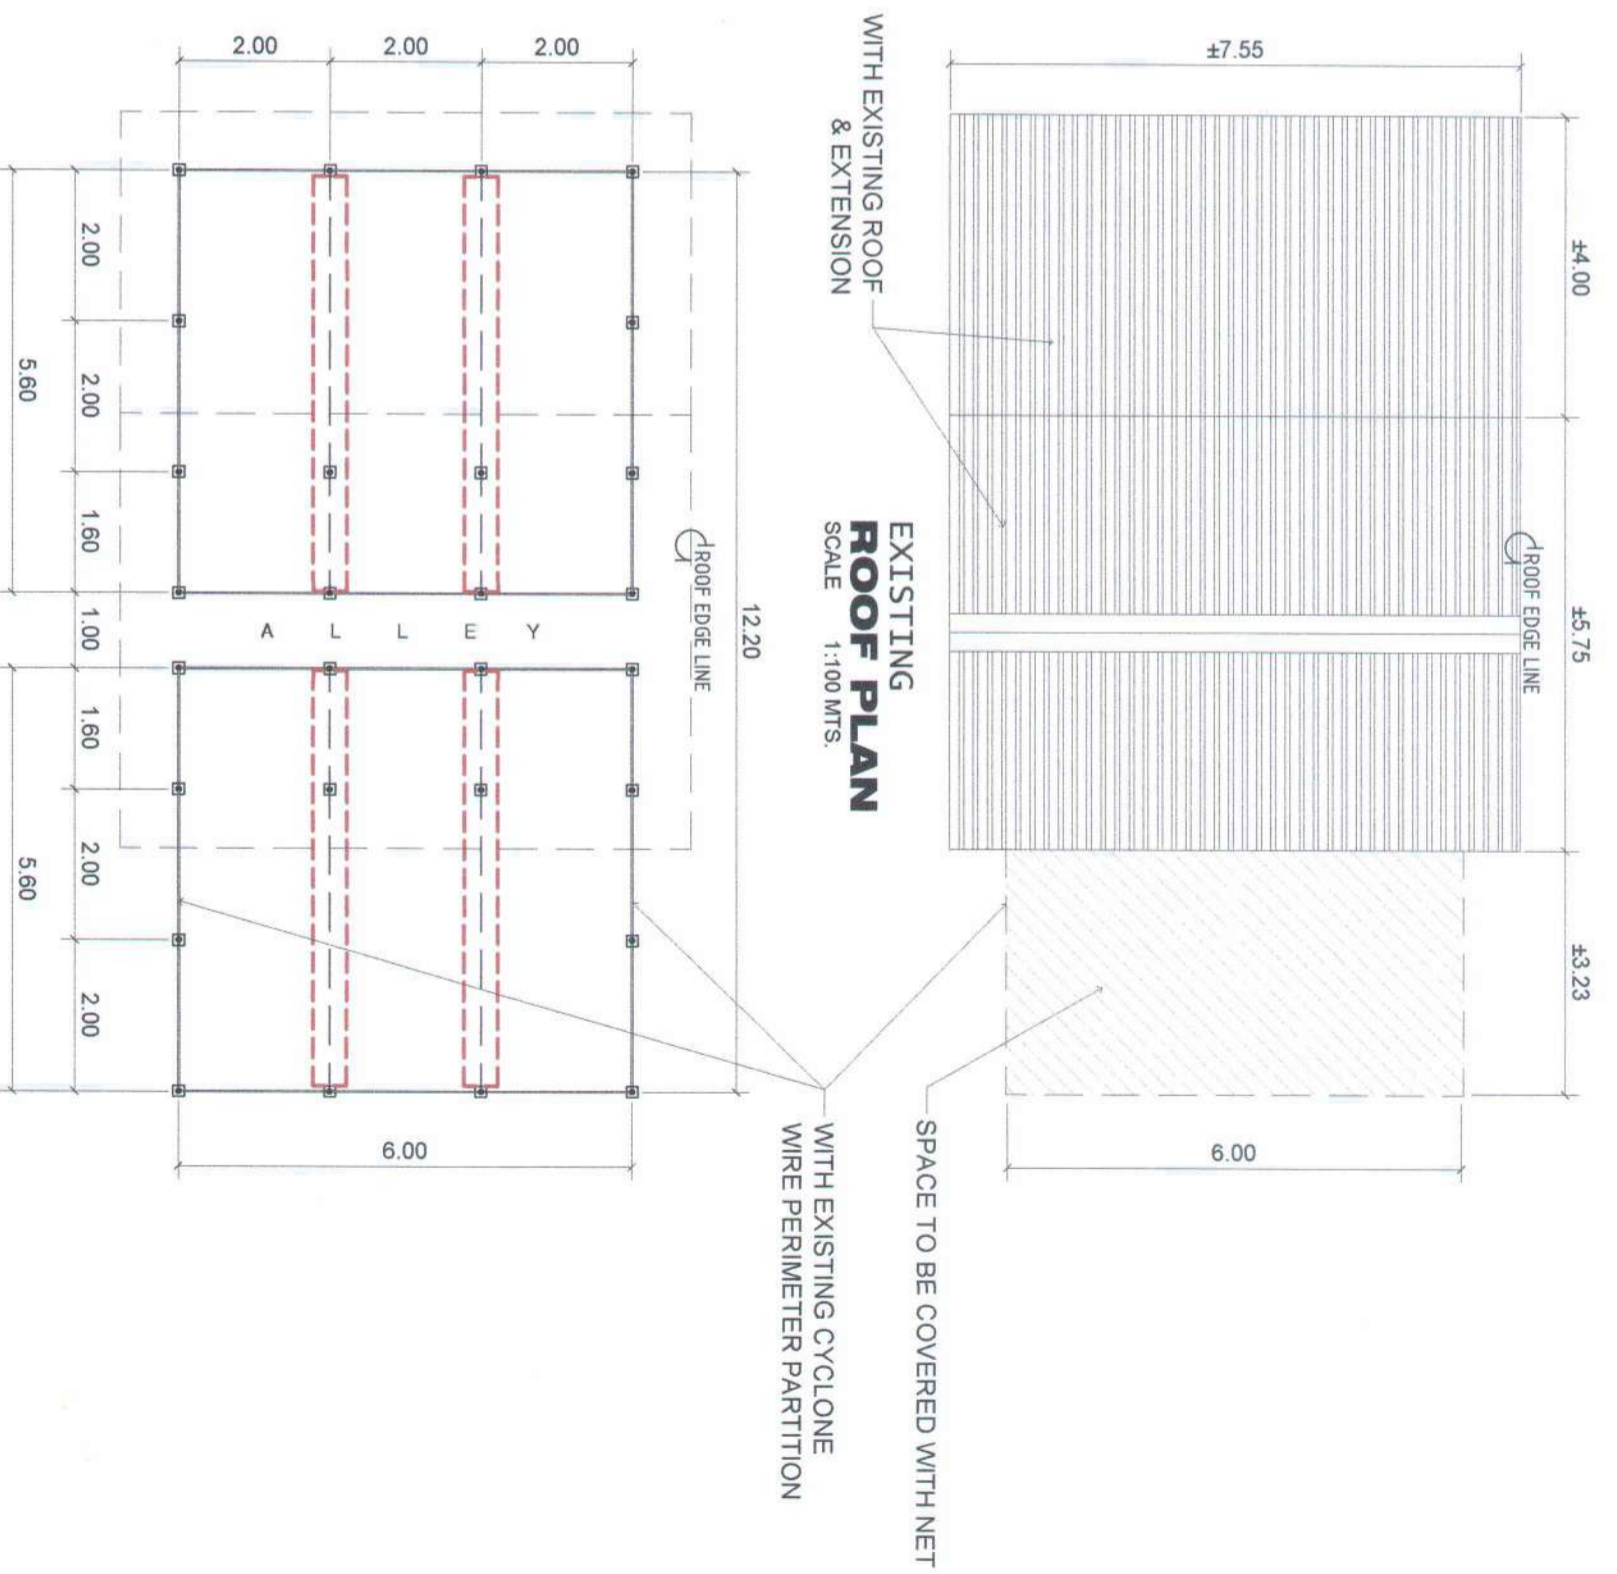 ±4.00
±5.75
±3.23
±7.55
ROOF EDGE LINE
6.00
WITH EXISTING ROOF
& EXTENSION
SPACE TO BE COVERED WITH NET
EXISTING
ROOF PLAN
SCALE 1:100 MTS.
WITH EXISTING CYCLONE
WIRE PERIMETER PARTITION
12.20
ROOF EDGE LINE
2.00
2.00
2.00
A L L E Y
6.00
2.00
2.00
1.60
1.00
1.60
2.00
2.00
5.60
5.60